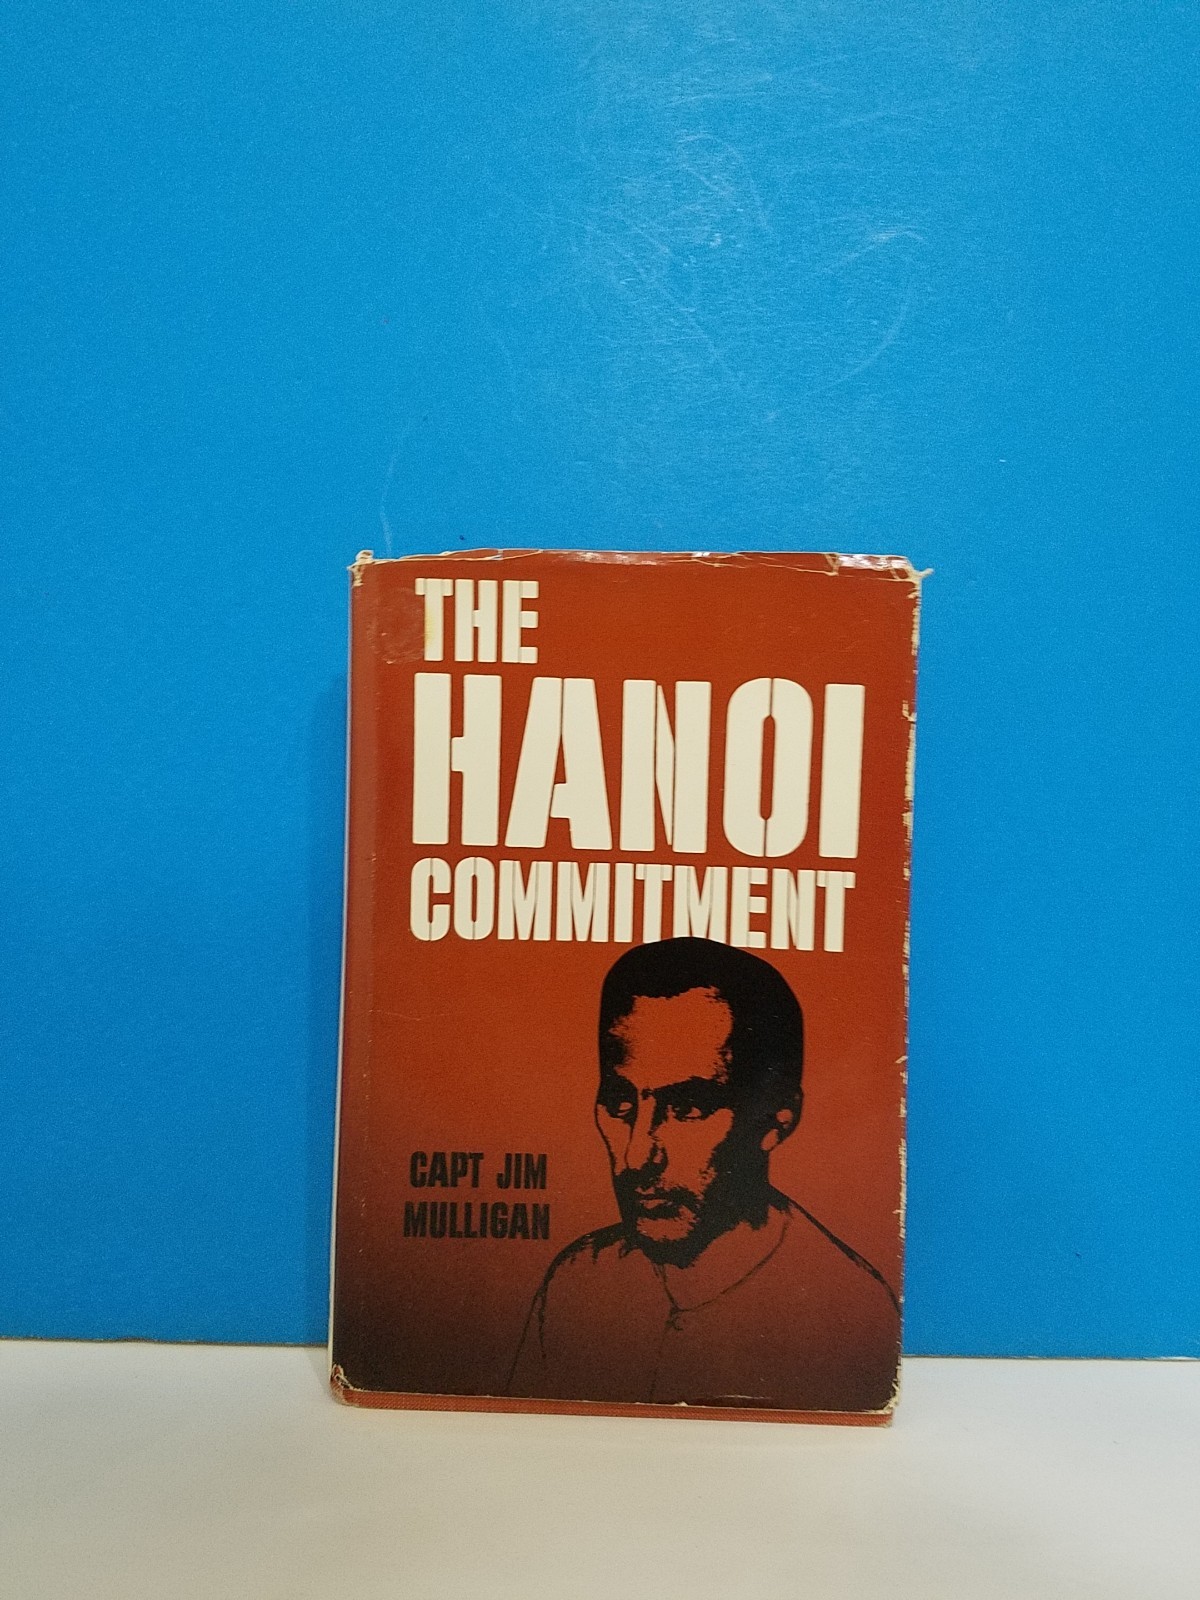 THE
HANOI
COMMITMENT
CAPT JIM
MULLIGAN